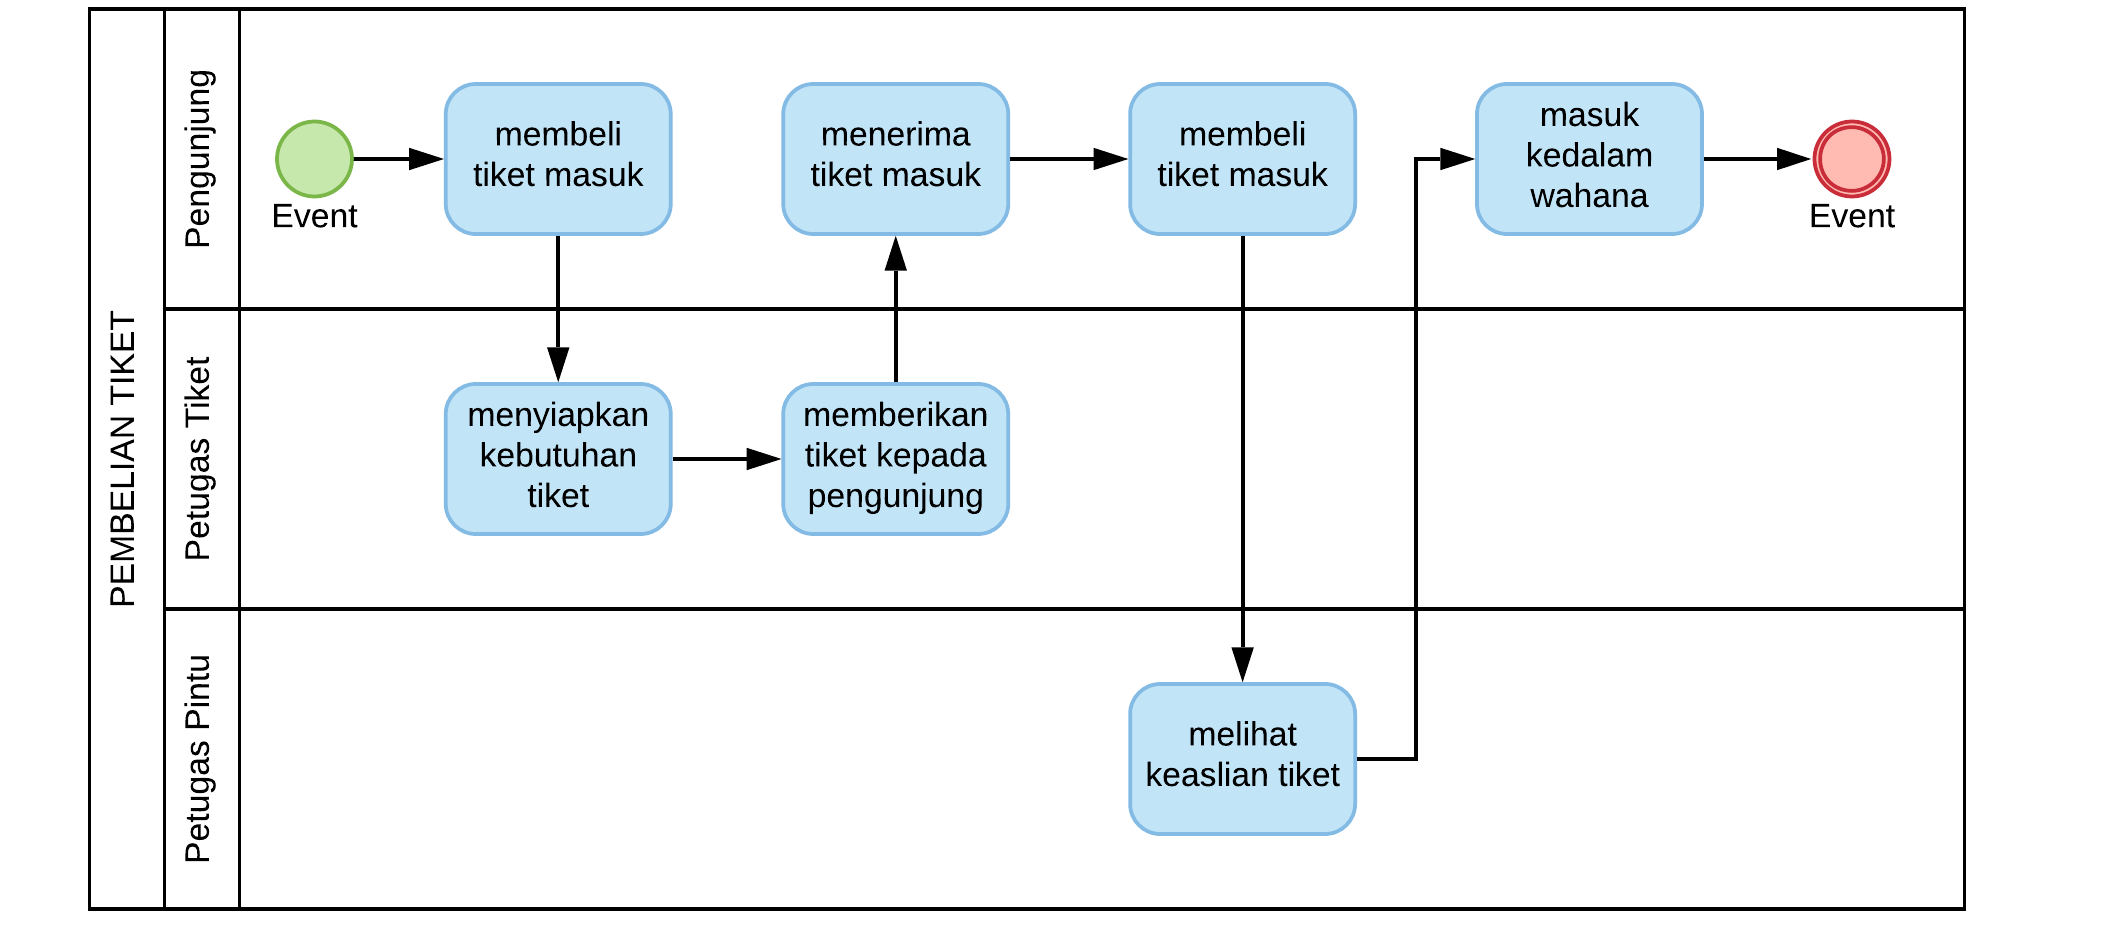 PEMBELIAN TIKET
Pengunjung
Event
membeli
tiket masuk
menerima
tiket masuk
membeli
tiket masuk
masuk
kedalam
wahana
Event
Petugas Tiket
menyiapkan
kebutuhan
tiket
memberikan
tiket kepada
pengunjung
Petugas Pintu
melihat
keaslian tiket